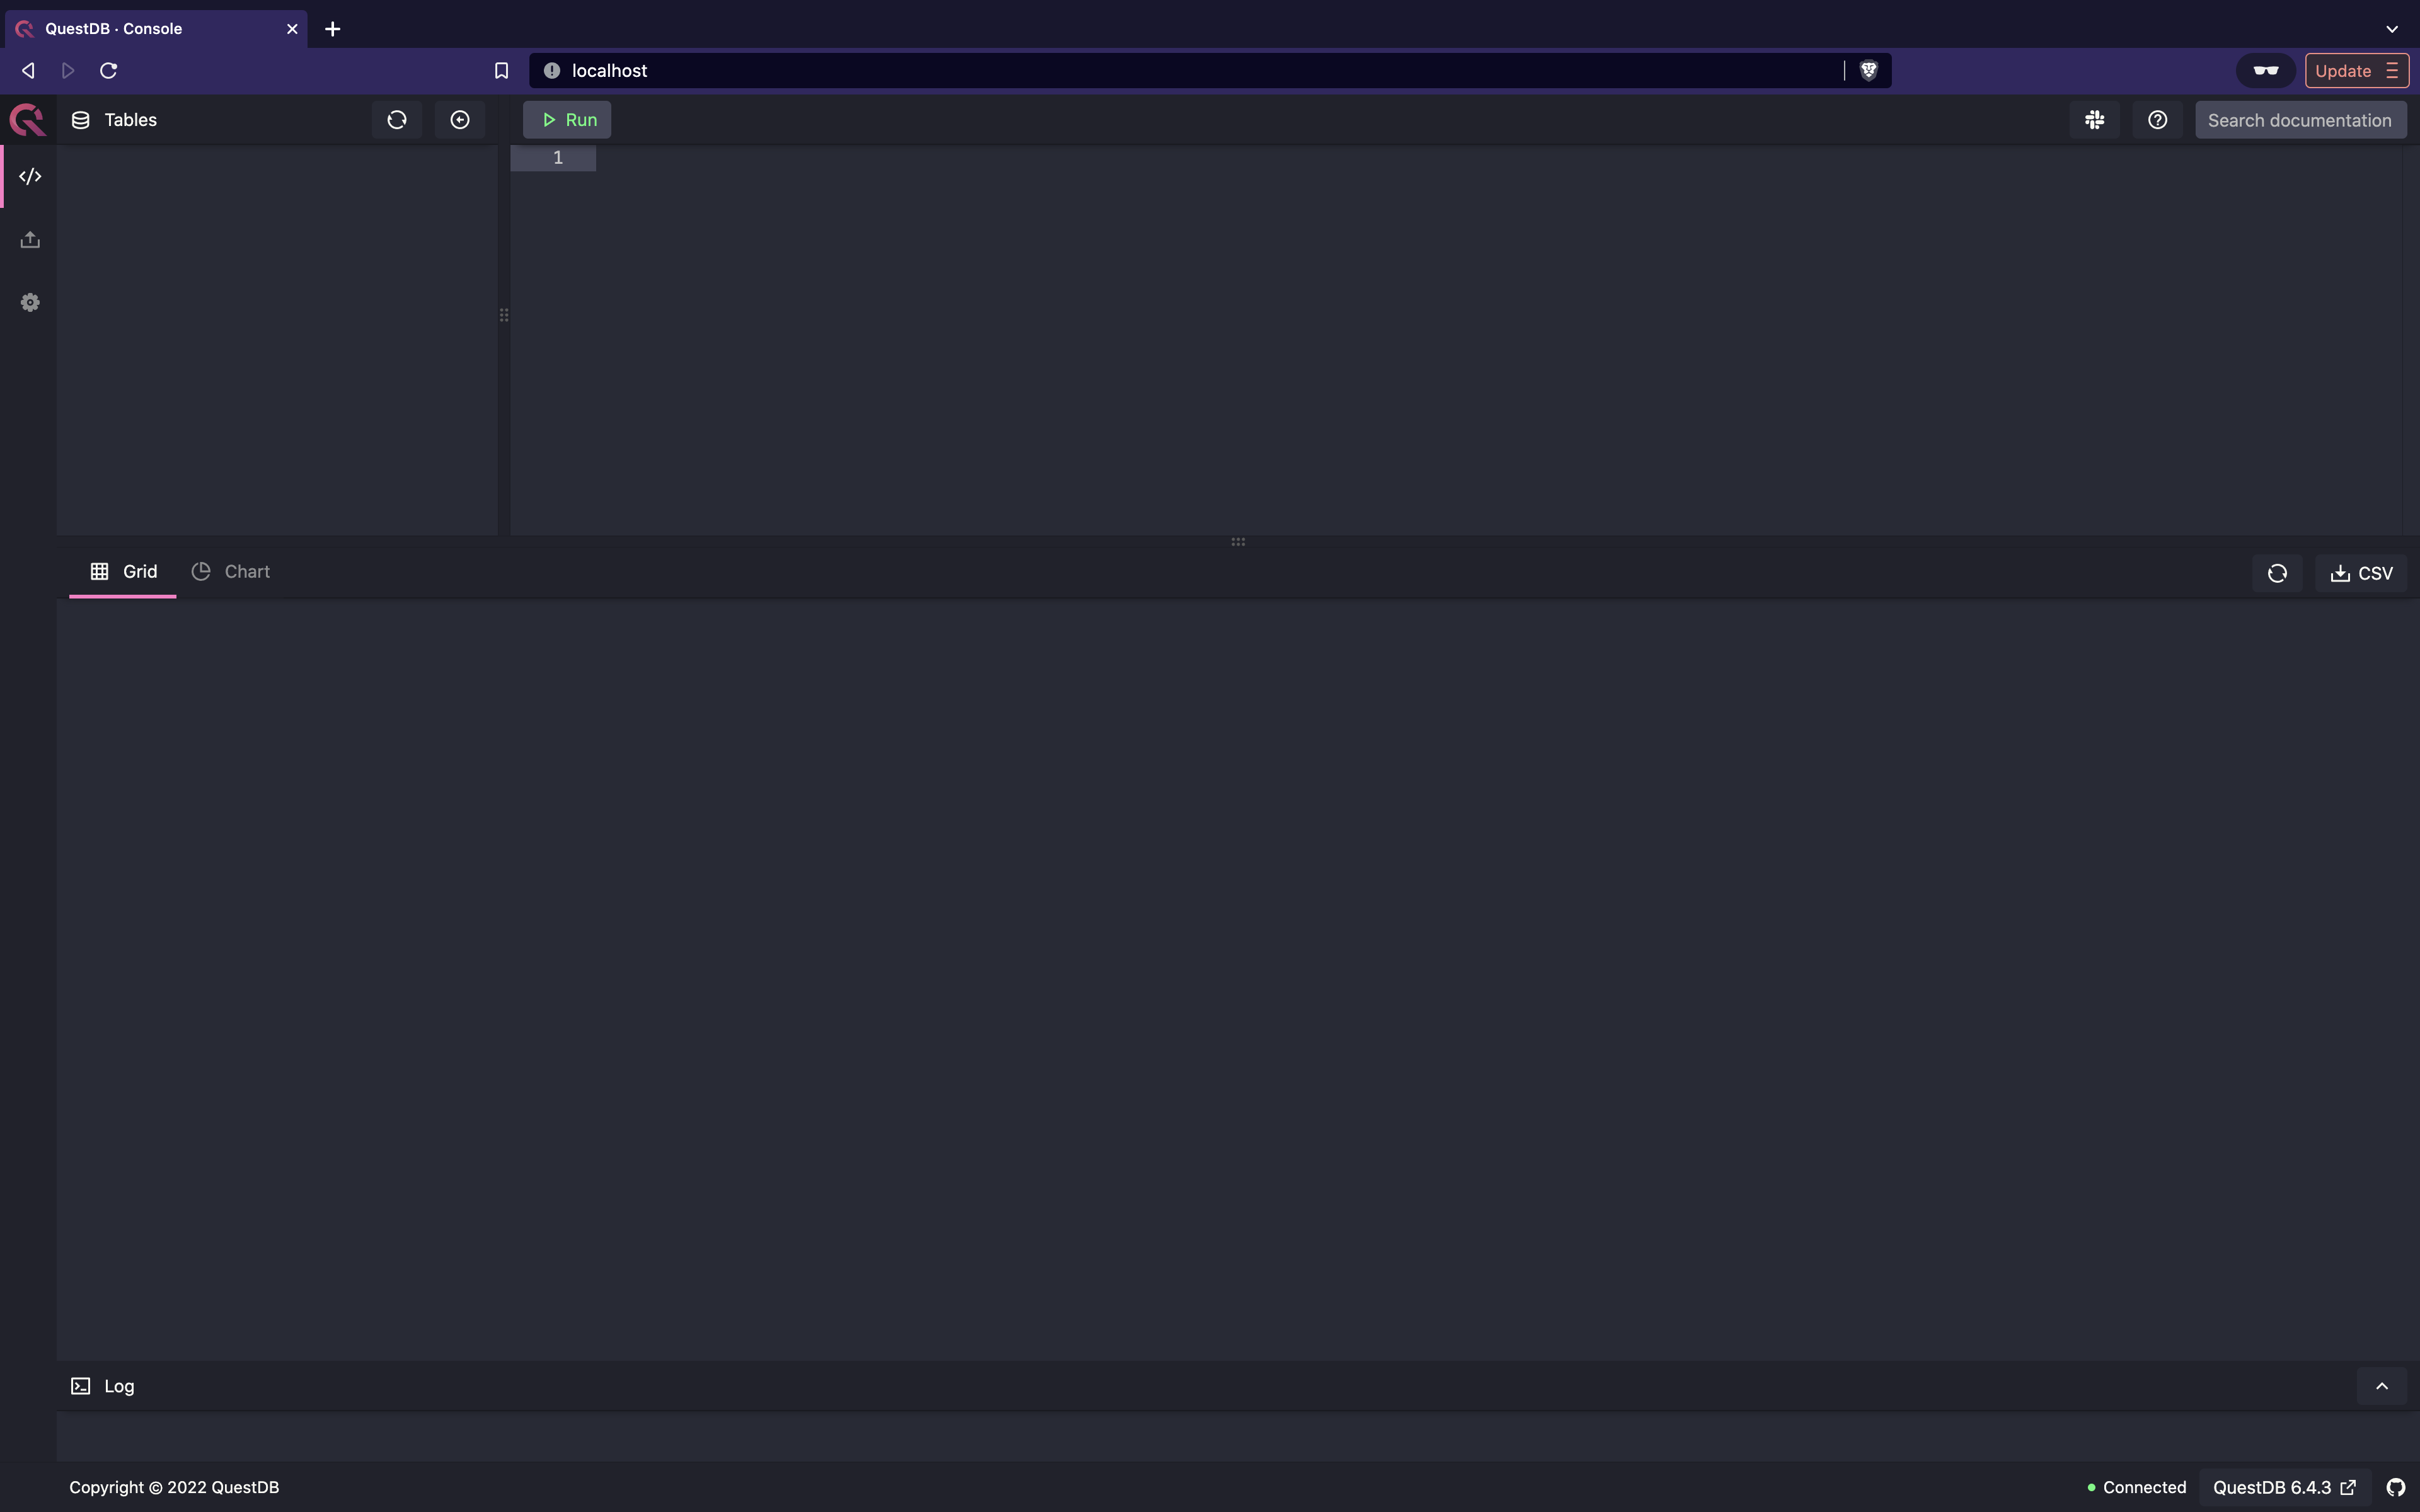 QuestDB · Console
localhost
Update
Tables
Run
Search documentation
1
Grid
Chart
CSV
Log
Copyright © 2022 QuestDB
Connected
QuestDB 6.4.3